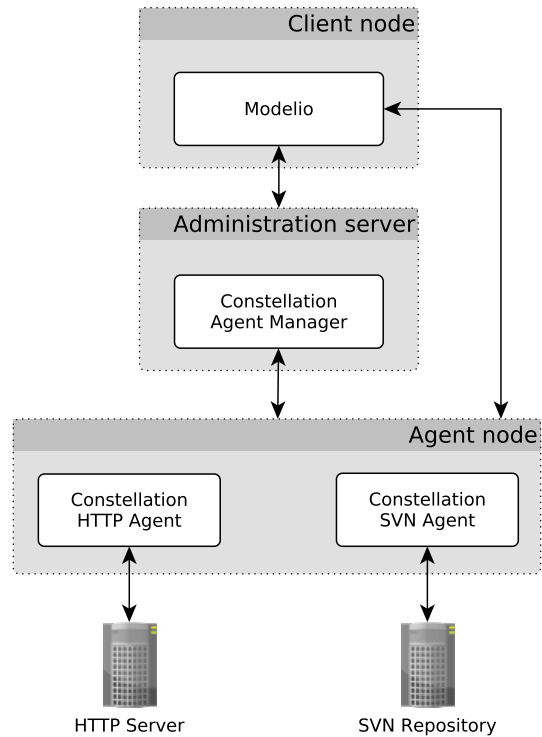 Client node
Modelio
Administration server
Constellation
Agent Manager
Agent node
Constellation
HTTP Agent
Constellation
SVN Agent
HTTP Server
SVN Repository